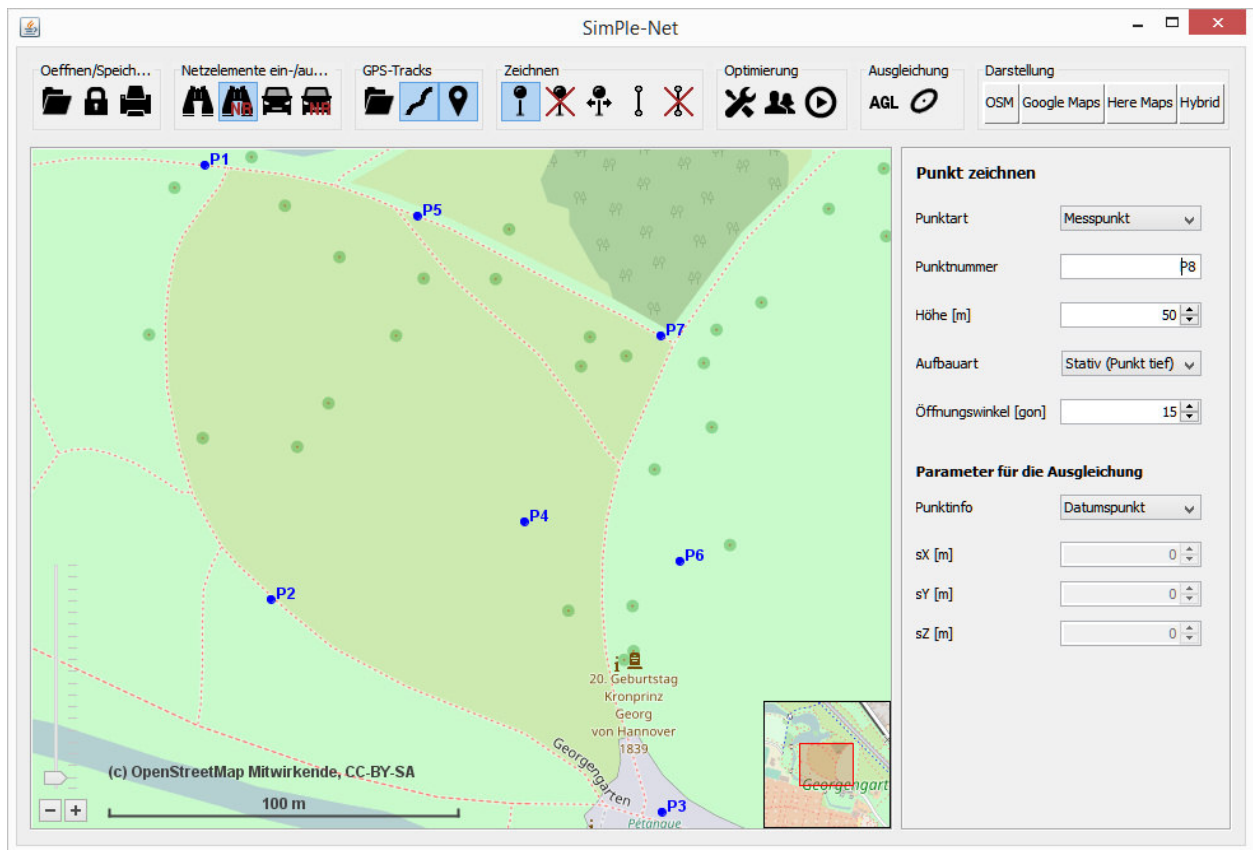 SimPle-Net
Oeffnen/Speich...
Netzelemente ein-/au...
GPS-Tracks
Zeichnen
Optimierung
Ausgleichung
Darstellung
NB
NB
AGL
OSM
Google Maps
Here Maps
Hybrid
P1
P5
P7
P4
P6
P2
20. Geburtstag
Kronprinz
Georg
von Hannover
1839
Georgengarten
(c) OpenStreetMap Mitwirkende, CC-BY-SA
100 m
P3
Pétanque
Georgengart
Punkt zeichnen
Punktart Messpunkt
Punktnummer P8
Höhe [m] 50
Aufbauart Stativ (Punkt tief)
Öffnungswinkel [gon] 15
Parameter für die Ausgleichung
Punktinfo Datumspunkt
sX [m] 0
sY [m] 0
sZ [m] 0